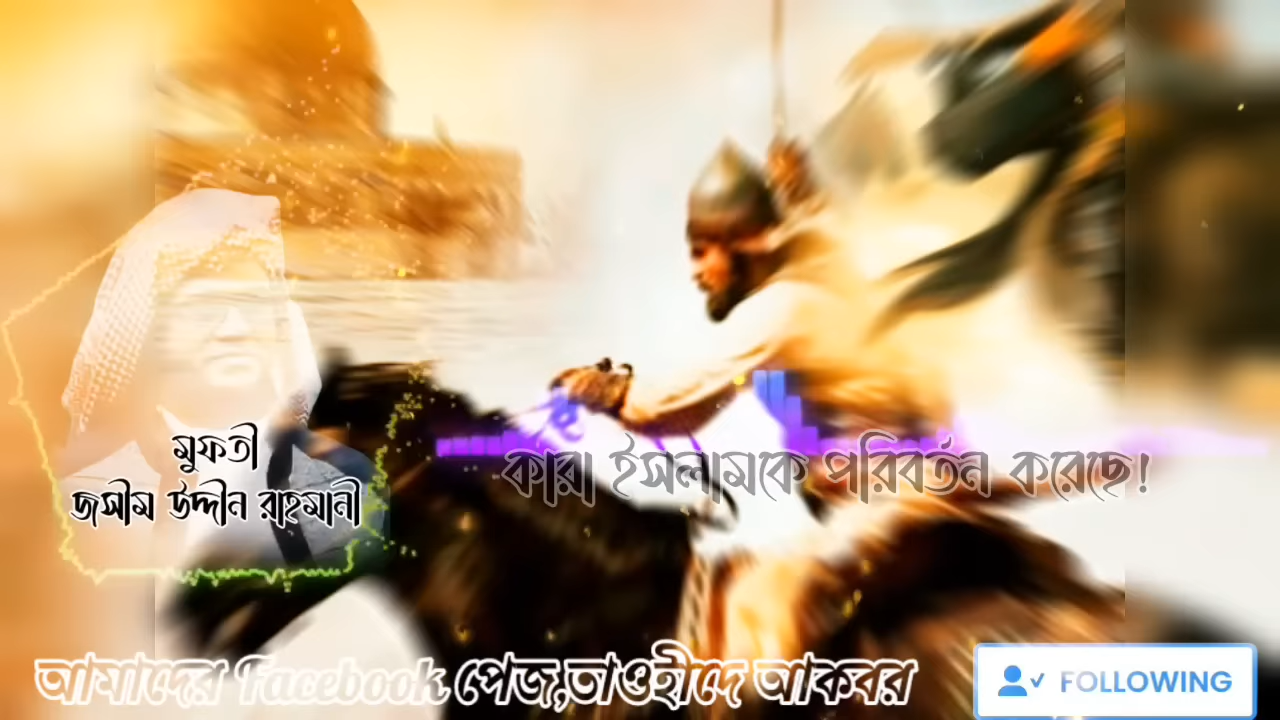 মুফতী
জসীম উদ্দীন রাহমানী
কারা ইসলামকে পরিবর্তন করেছে!
আমাদের Facebook পেজ,তাওহীদে আকবর
FOLLOWING